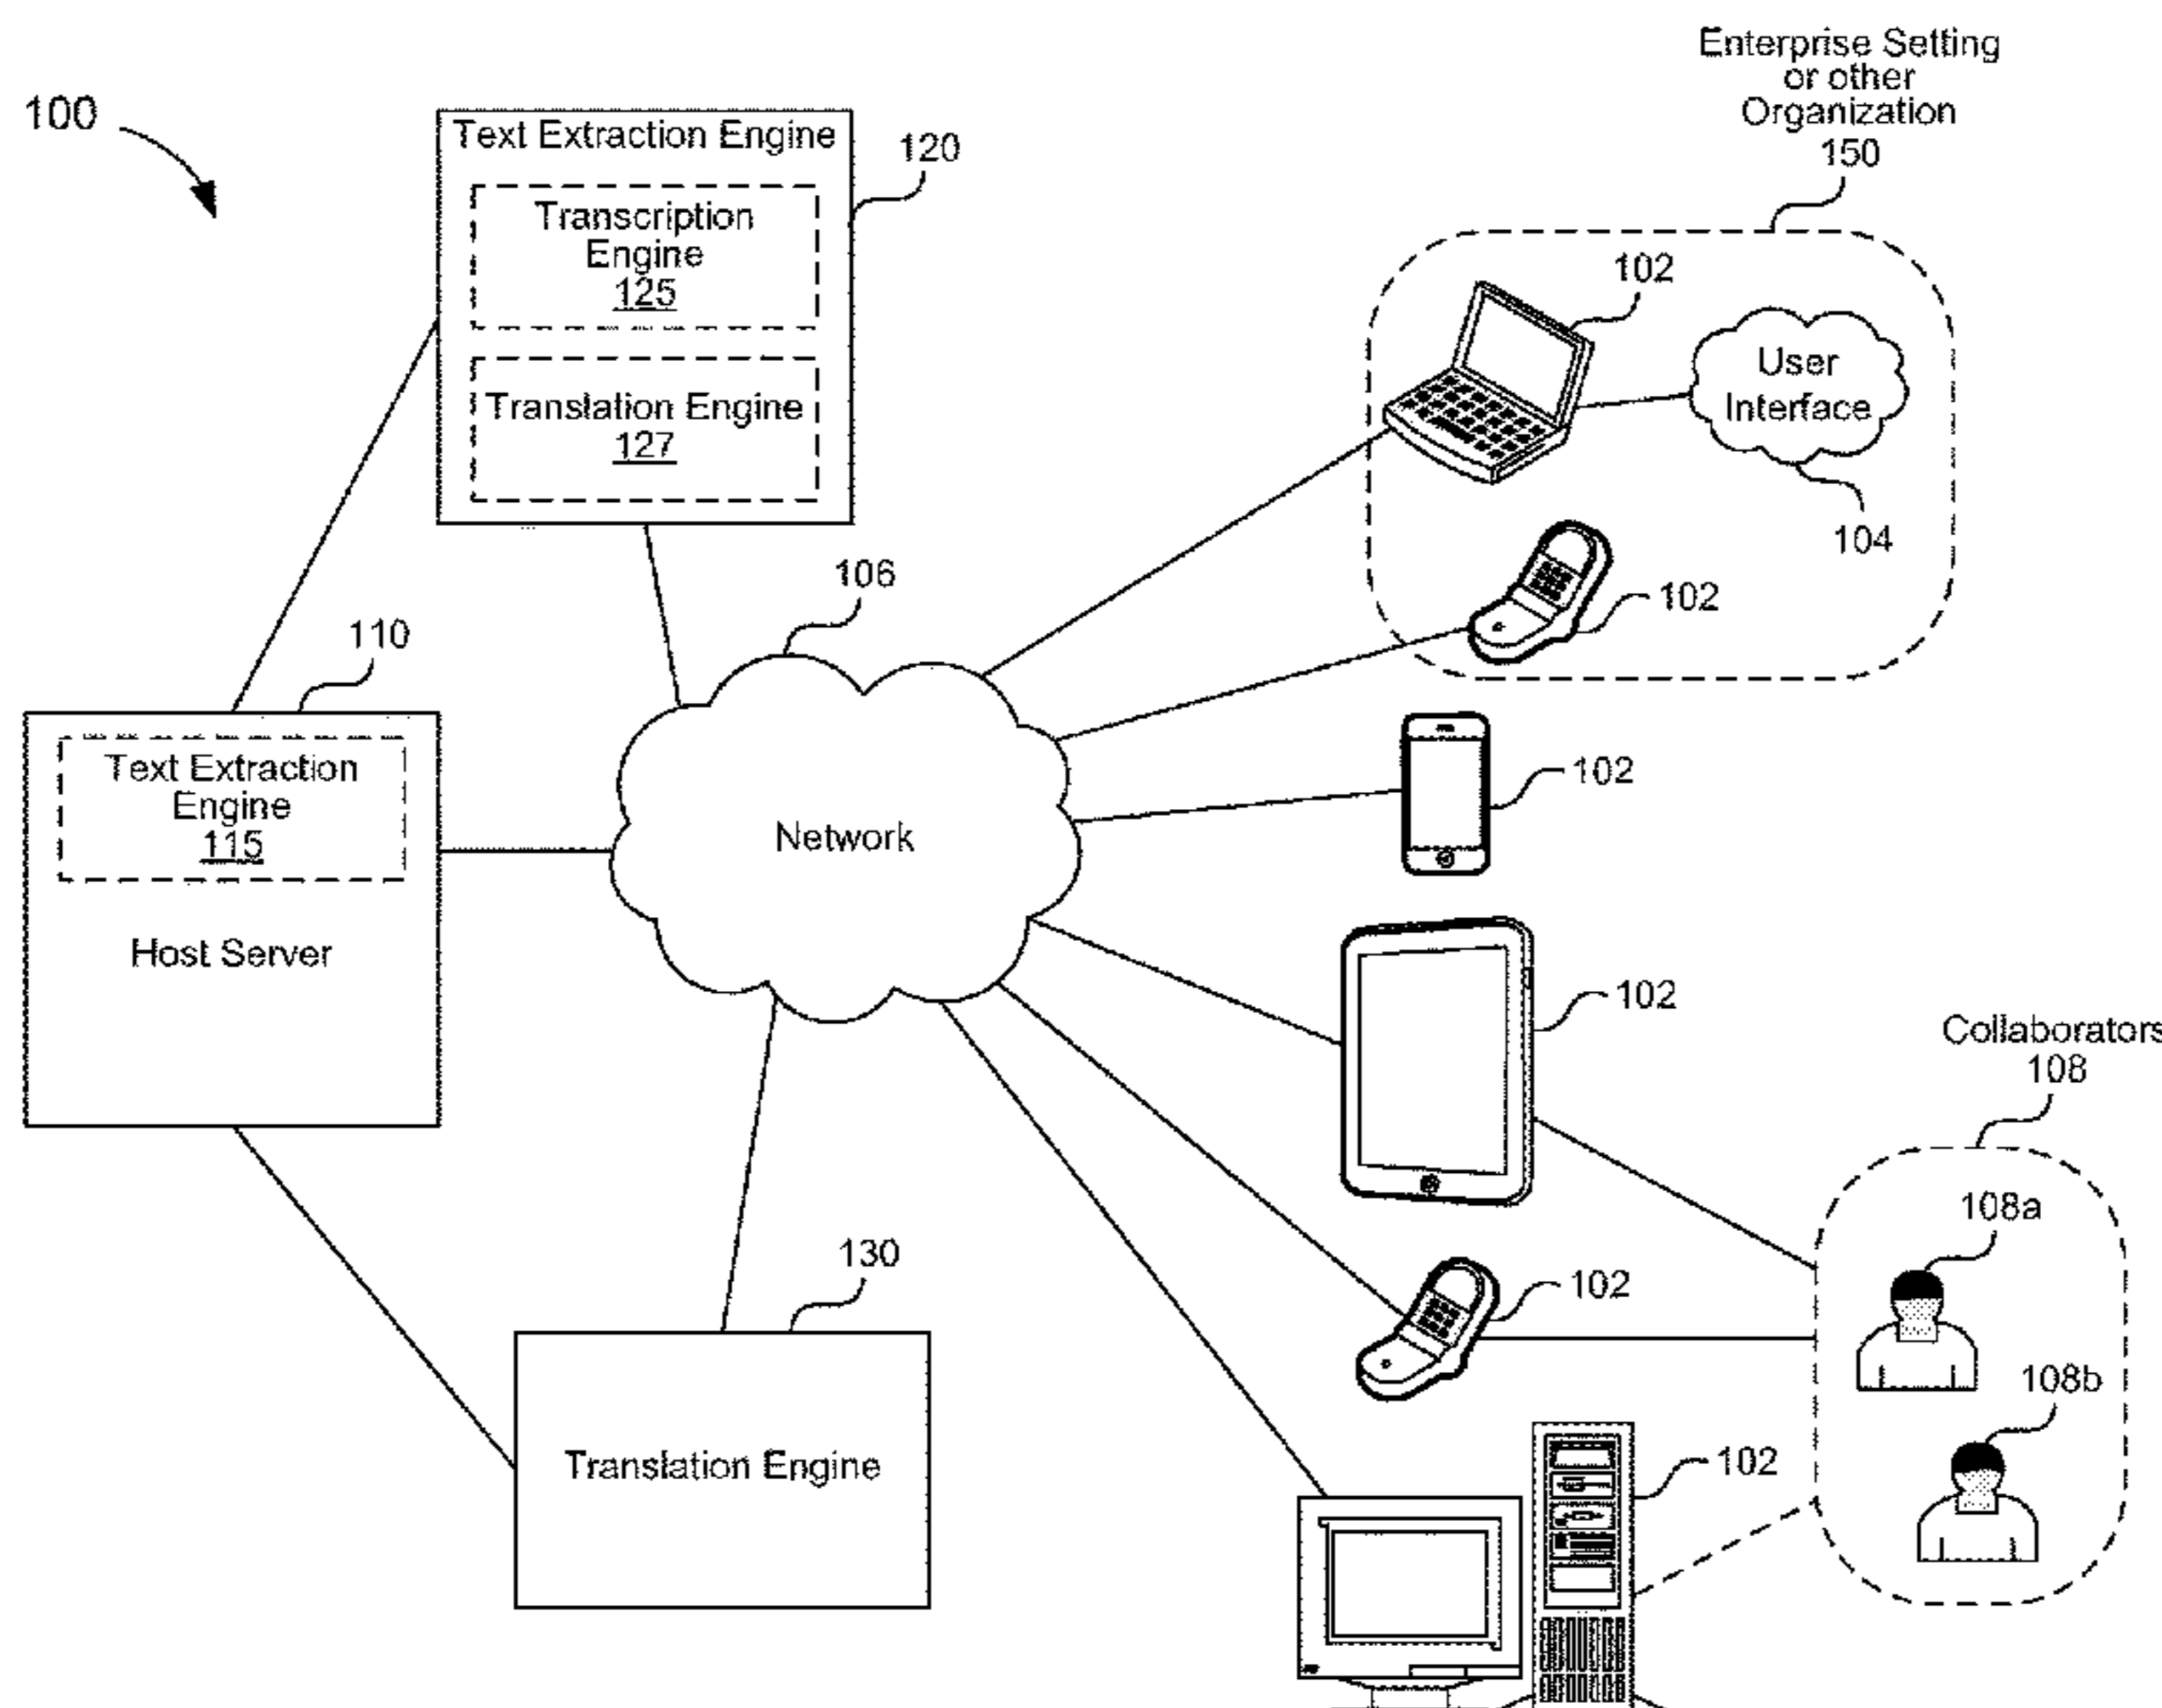 100
Text Extraction Engine
120
Transcription
Engine
125
Translation Engine
127
Enterprise Setting
or other
Organization
150
102
User
Interface
104
102
106
110
Text Extraction
Engine
115
Host Server
Network
102
102
Collaborators
108
108a
102
108b
130
Translation Engine
102